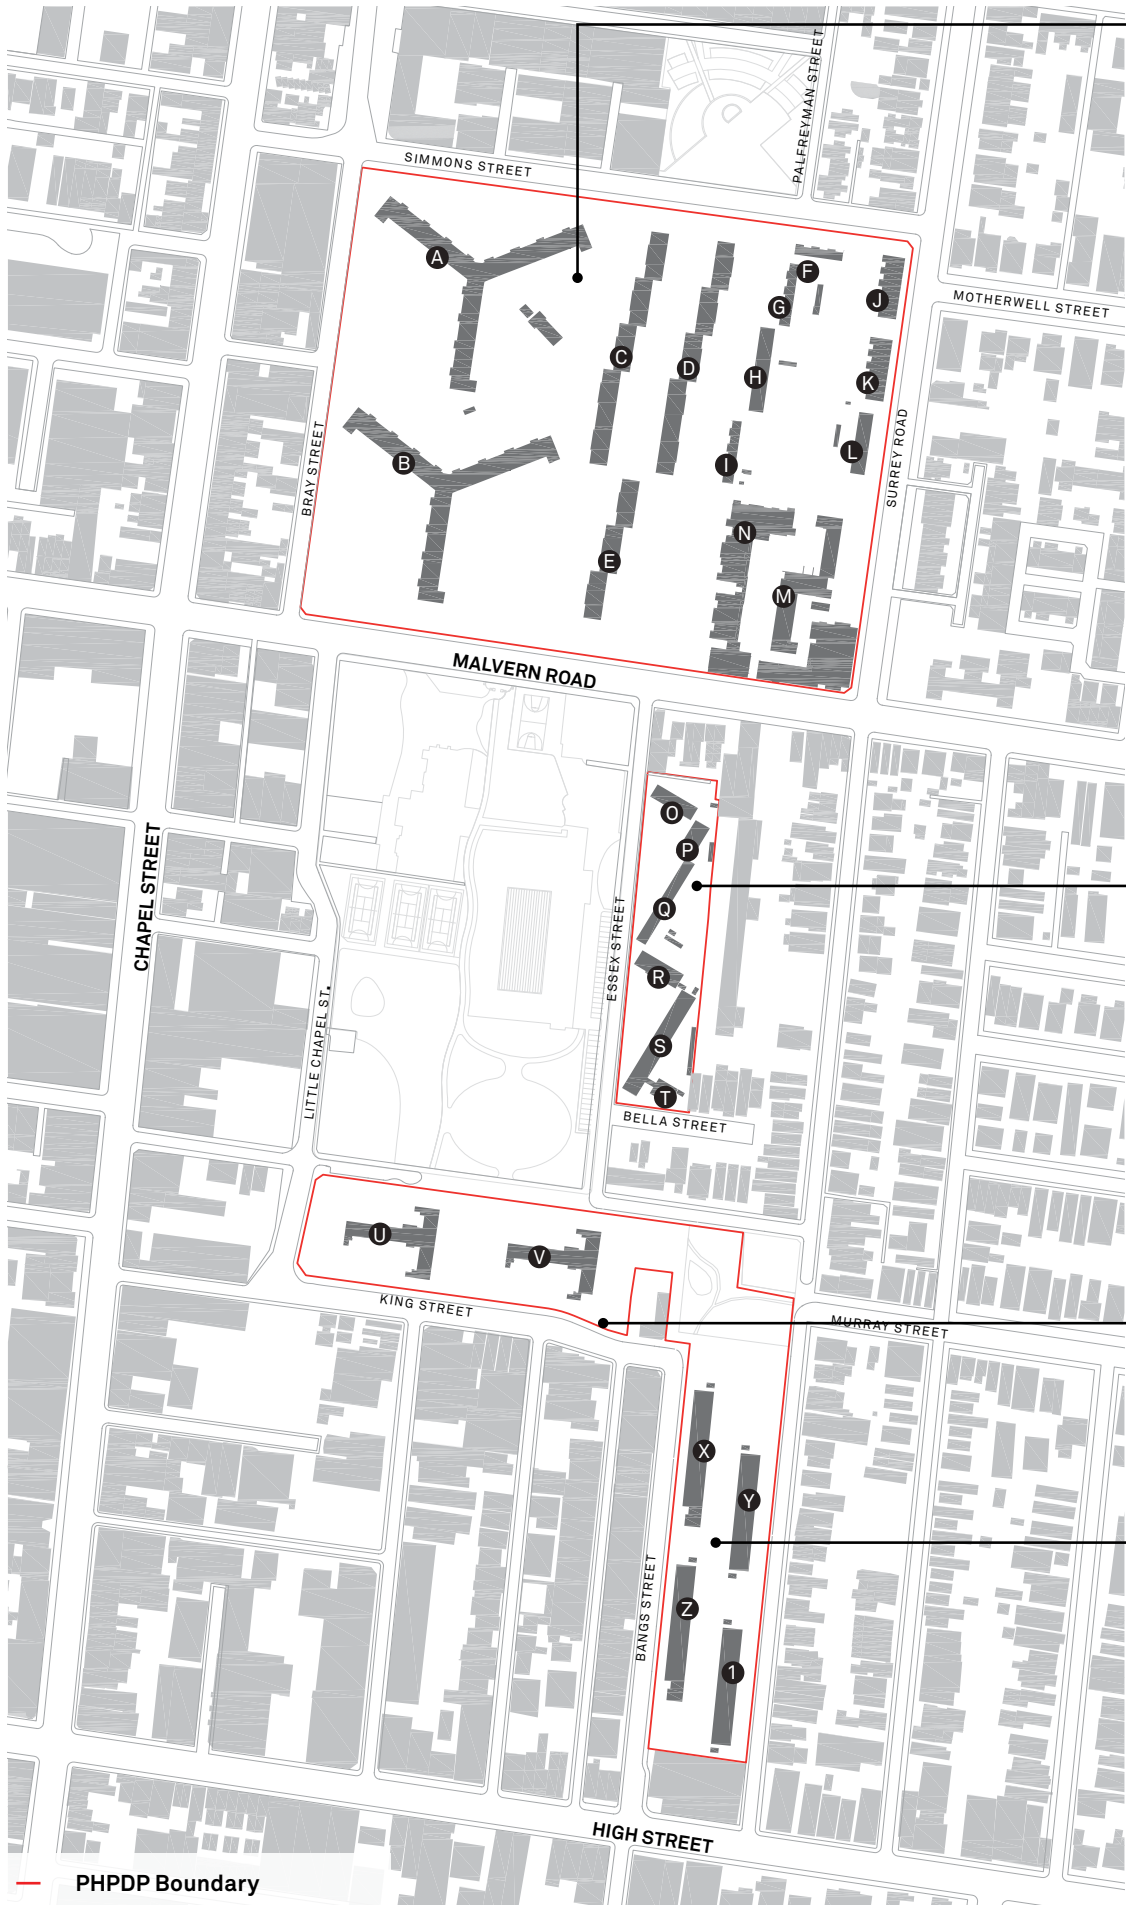 PALFREYMAN STREET
SIMMONS STREET
A
F
G
J
MOTHERWELL STREET
C
D
H
K
BRAY STREET
B
I
L
SURREY ROAD
N
E
M
MALVERN ROAD
O
P
CHAPEL STREET
Q
ESSEX STREET
R
LITTLE CHAPEL ST.
S
T
BELLA STREET
U
V
KING STREET
MURRAY STREET
X
Y
BANGS STREET
Z
1
HIGH STREET
PHPDP Boundary